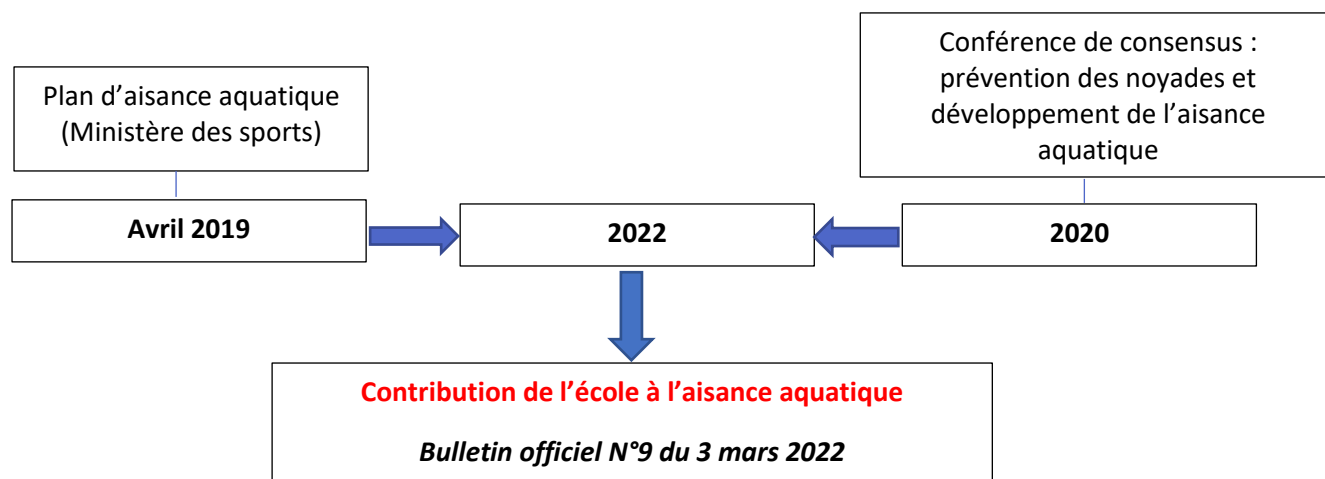 Plan d’aisance aquatique
(Ministère des sports)
Conférence de consensus :
prévention des noyades et
développement de l’aisance
aquatique
Avril 2019
2022
2020
Contribution de l’école à l’aisance aquatique
Bulletin officiel N°9 du 3 mars 2022